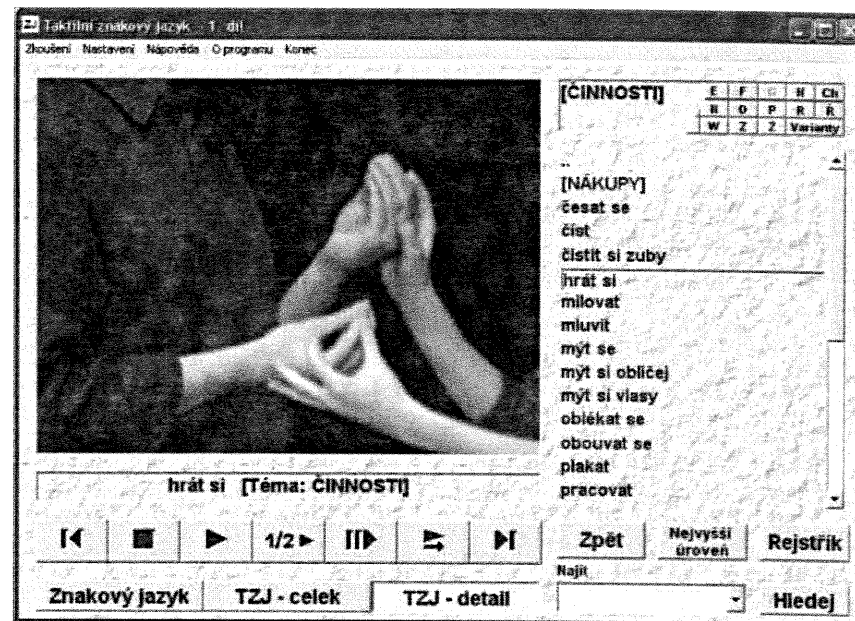 Taktilní znakový jazyk - 1. díl
Zkoušení Nastavení Nápověda O programu Konec
[ČINNOSTI]
E F G H Ch
N O P R Ř
W Z Ž Varianty
..
[NÁKUPY]
česat se
číst
čistit si zuby
hrát si
milovat
mluvit
mýt se
mýt si obličej
mýt si vlasy
oblékat se
obouvat se
plakat
pracovat
hrát si [Téma: ČINNOSTI]
1/2
Zpět
Nejvyšší
úroveň
Rejstřík
Znakový jazyk
TZJ - celek
TZJ - detail
Najít
Hledej